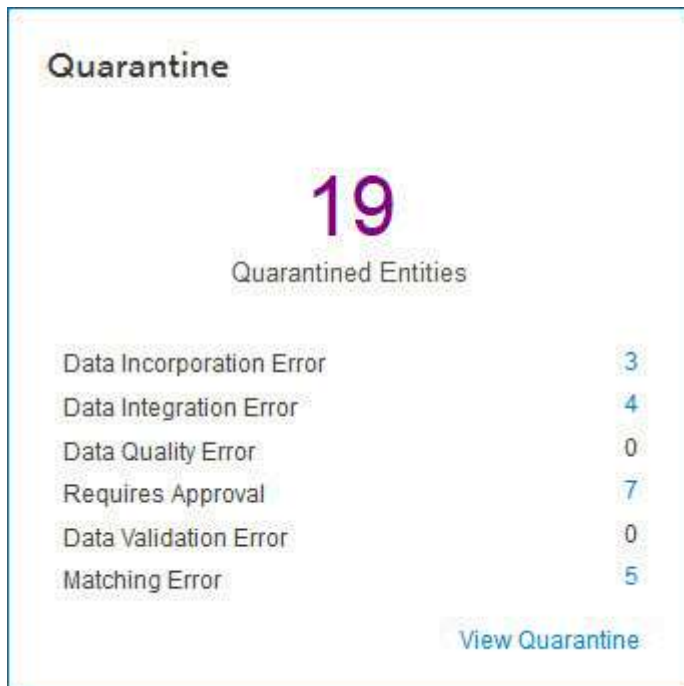 Quarantine
19
Quarantined Entities
Data Incorporation Error 3
Data Integration Error 4
Data Quality Error 0
Requires Approval 7
Data Validation Error 0
Matching Error 5
View Quarantine